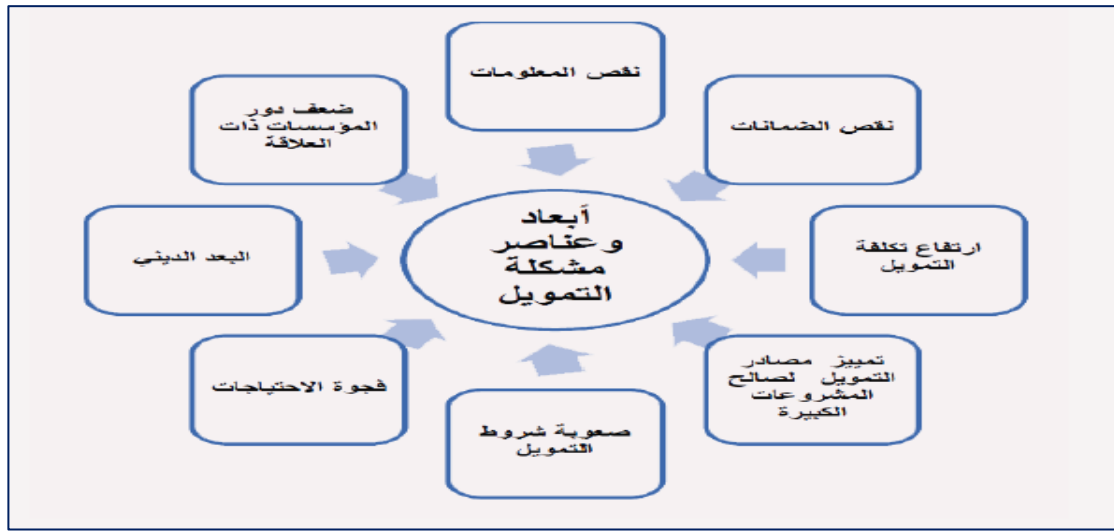 نقص المعلومات
نقص الضمانات
ارتفاع تكلفة
التمويل
تمييز مصادر
التمويل لصالح
المشروعات
الكبيرة
صعوبة شروط
التمويل
فجوة الاحتياجات
البعد الديني
ضعف دور
المؤسسات ذات
العلاقة
أبعاد
وعناصر
مشكلة
التمويل